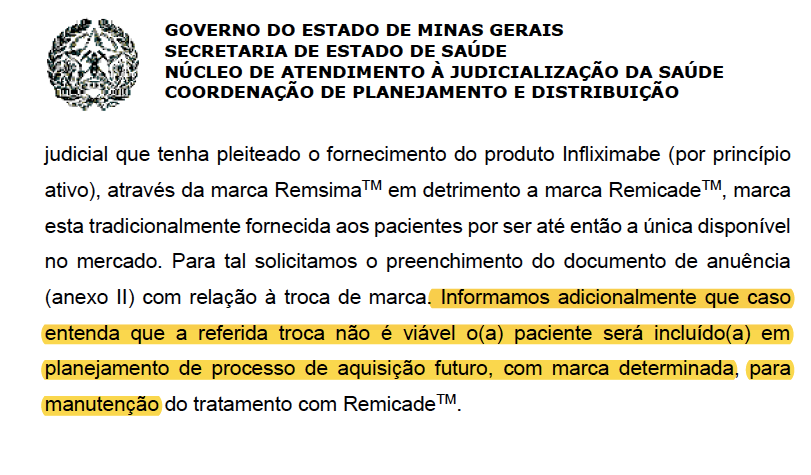 GOVERNO DO ESTADO DE MINAS GERAIS
SECRETARIA DE ESTADO DE SAÚDE
NÚCLEO DE ATENDIMENTO À JUDICIALIZAÇÃO DA SAÚDE
COORDENAÇÃO DE PLANEJAMENTO E DISTRIBUIÇÃO
judicial que tenha pleiteado o fornecimento do produto Infliximabe (por princípio
ativo), através da marca Remsima™ em detrimento a marca Remicade™, marca
esta tradicionalmente fornecida aos pacientes por ser até então a única disponível
no mercado. Para tal solicitamos o preenchimento do documento de anuência
(anexo II) com relação à troca de marca. Informamos adicionalmente que caso
entenda que a referida troca não é viável o(a) paciente será incluído(a) em
planejamento de processo de aquisição futuro, com marca determinada, para
manutenção do tratamento com Remicade™.